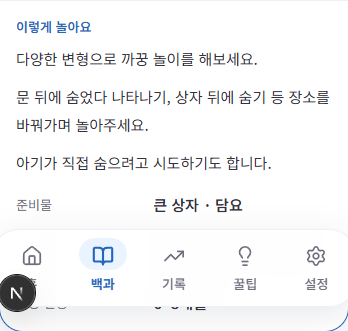 이렇게 놀아요
다양한 변형으로 까꿍 놀이를 해보세요.
문 뒤에 숨었다 나타나기, 상자 뒤에 숨기 등 장소를
바꿔가며 놀아주세요.
아기가 직접 숨으려고 시도하기도 합니다.
준비물 큰 상자 · 담요
N 백과 기록 꿀팁 설정